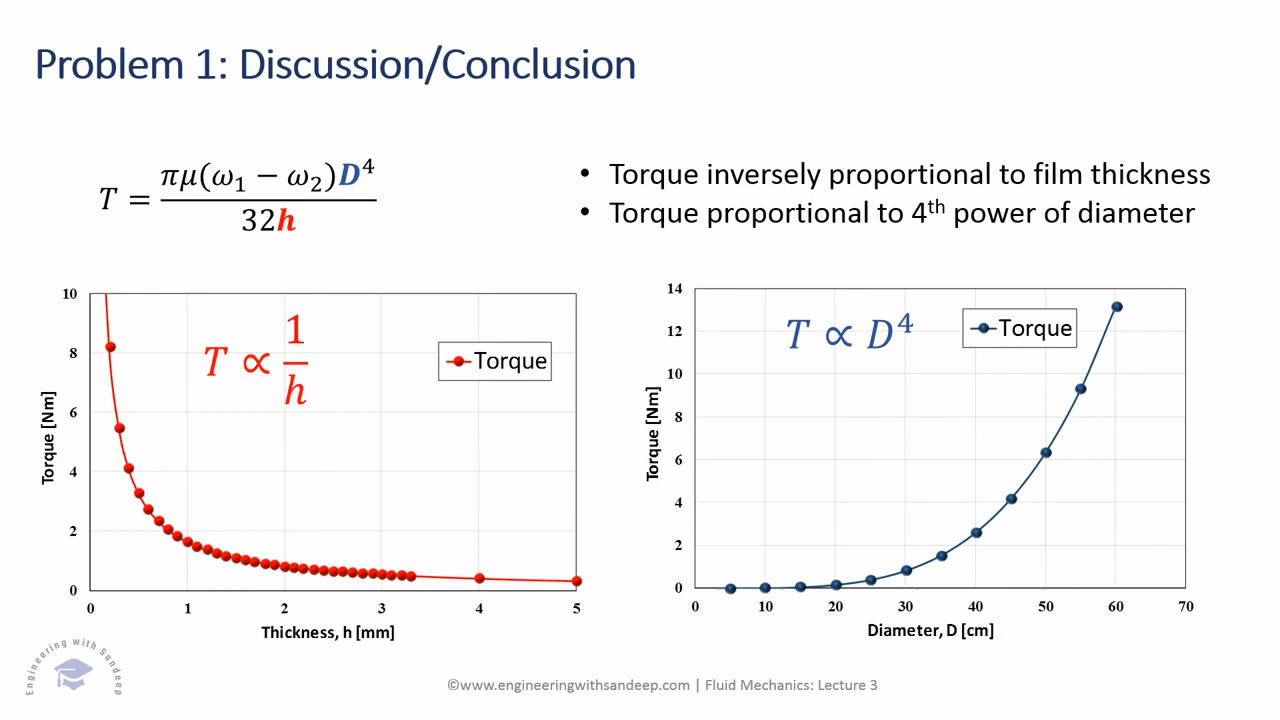 Problem 1: Discussion/Conclusion
T = πμ(ω₁ − ω₂)D⁴ / 32h
• Torque inversely proportional to film thickness
• Torque proportional to 4th power of diameter
T ∝ 1/h
Torque
10
8
6
4
2
0
0 1 2 3 4 5
Torque [Nm]
Thickness, h [mm]
T ∝ D⁴
Torque
14
12
10
8
6
4
2
0
0 10 20 30 40 50 60 70
Torque [Nm]
Diameter, D [cm]
Engineering with Sandeep
©www.engineeringwithsandeep.com | Fluid Mechanics: Lecture 3